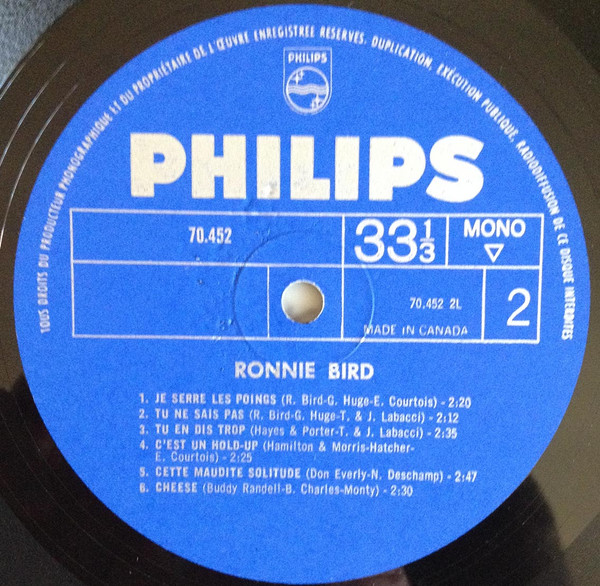 TOUS DROITS DU PRODUCTEUR PHONOGRAPHIQUE ET DU PROPRIÉTAIRE DE L'ŒUVRE ENREGISTRÉE RÉSERVÉS. DUPLICATION, EXÉCUTION PUBLIQUE, RADIODIFFUSION DE CE DISQUE INTERDITES
PHILIPS
PHILIPS
70.452
33 1/3
MONO
70.452 2L
MADE IN CANADA
2
RONNIE BIRD
1. JE SERRE LES POINGS (R. Bird-G. Huge-E. Courtois) - 2:20
2. TU NE SAIS PAS (R. Bird-G. Huge-T. & J. Labacci) - 2:12
3. TU EN DIS TROP (Hayes & Porter-T. & J. Labacci) - 2:35
4. C'EST UN HOLD-UP (Hamilton & Morris-Hatcher-
E. Courtois) - 2:25
5. CETTE MAUDITE SOLITUDE (Don Everly-N. Deschamp) - 2:47
6. CHEESE (Buddy Randell-B. Charles-Monty) - 2:30